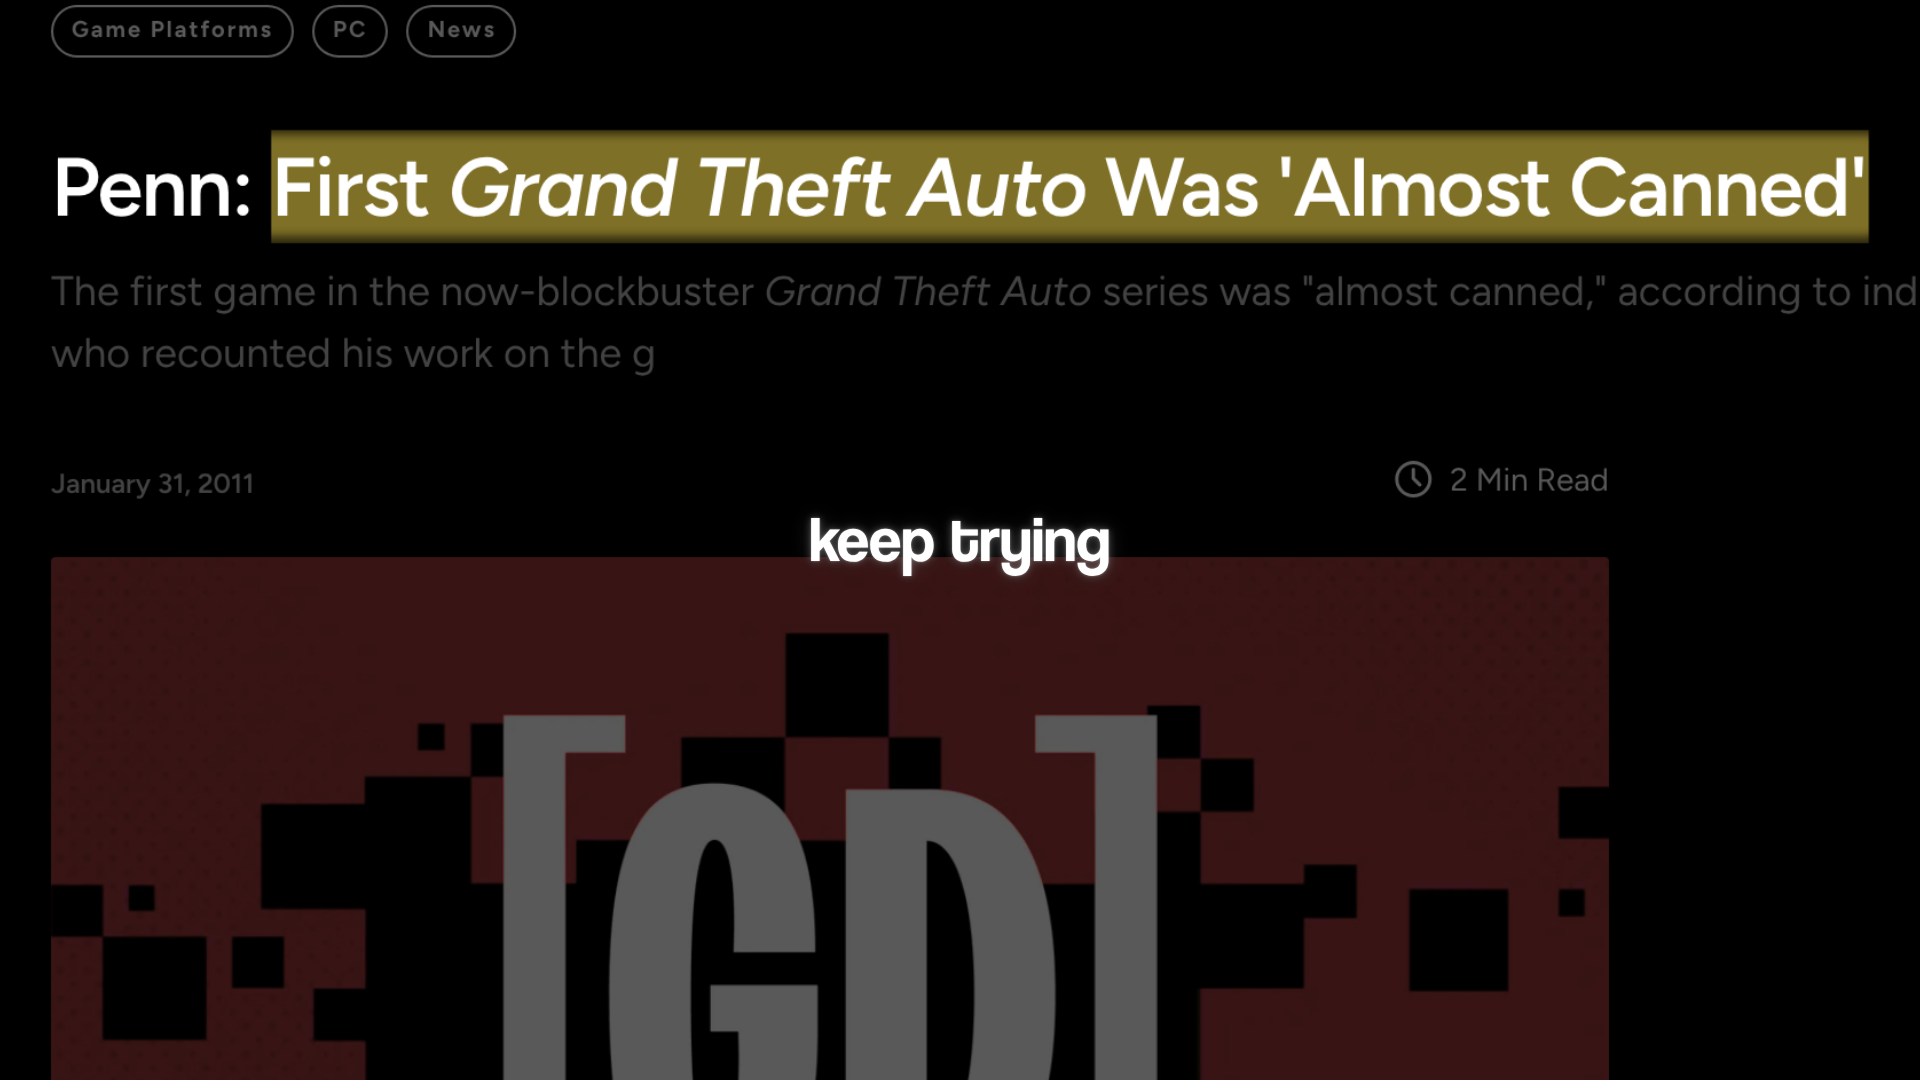 Game Platforms PC News
Penn: First Grand Theft Auto Was 'Almost Canned'
The first game in the now-blockbuster Grand Theft Auto series was "almost canned," according to ind
who recounted his work on the g
January 31, 2011
2 Min Read
keep trying
[GD]